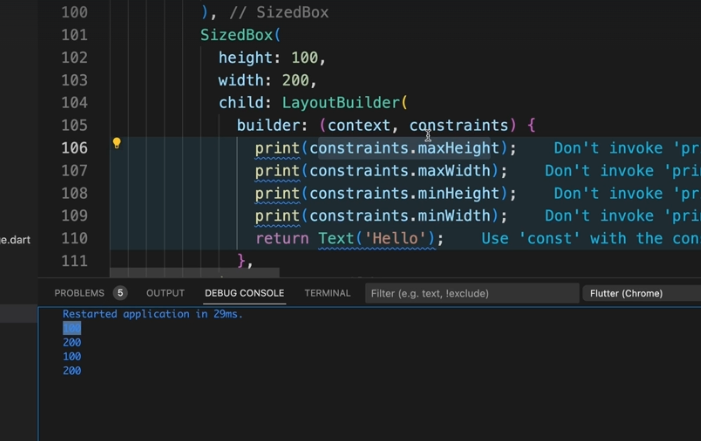 100 ), // SizedBox
101 SizedBox(
102 height: 100,
103 width: 200,
104 child: LayoutBuilder(
105 builder: (context, constraints) {
106 print(constraints.maxHeight); Don't invoke 'pr
107 print(constraints.maxWidth); Don't invoke 'pri
108 print(constraints.minHeight); Don't invoke 'pr
109 print(constraints.minWidth); Don't invoke 'pri
110 return Text('Hello'); Use 'const' with the con
111 },
e.dart
PROBLEMS 5 OUTPUT DEBUG CONSOLE TERMINAL Filter (e.g. text, !exclude) Flutter (Chrome)
Restarted application in 29ms.
100
200
100
200